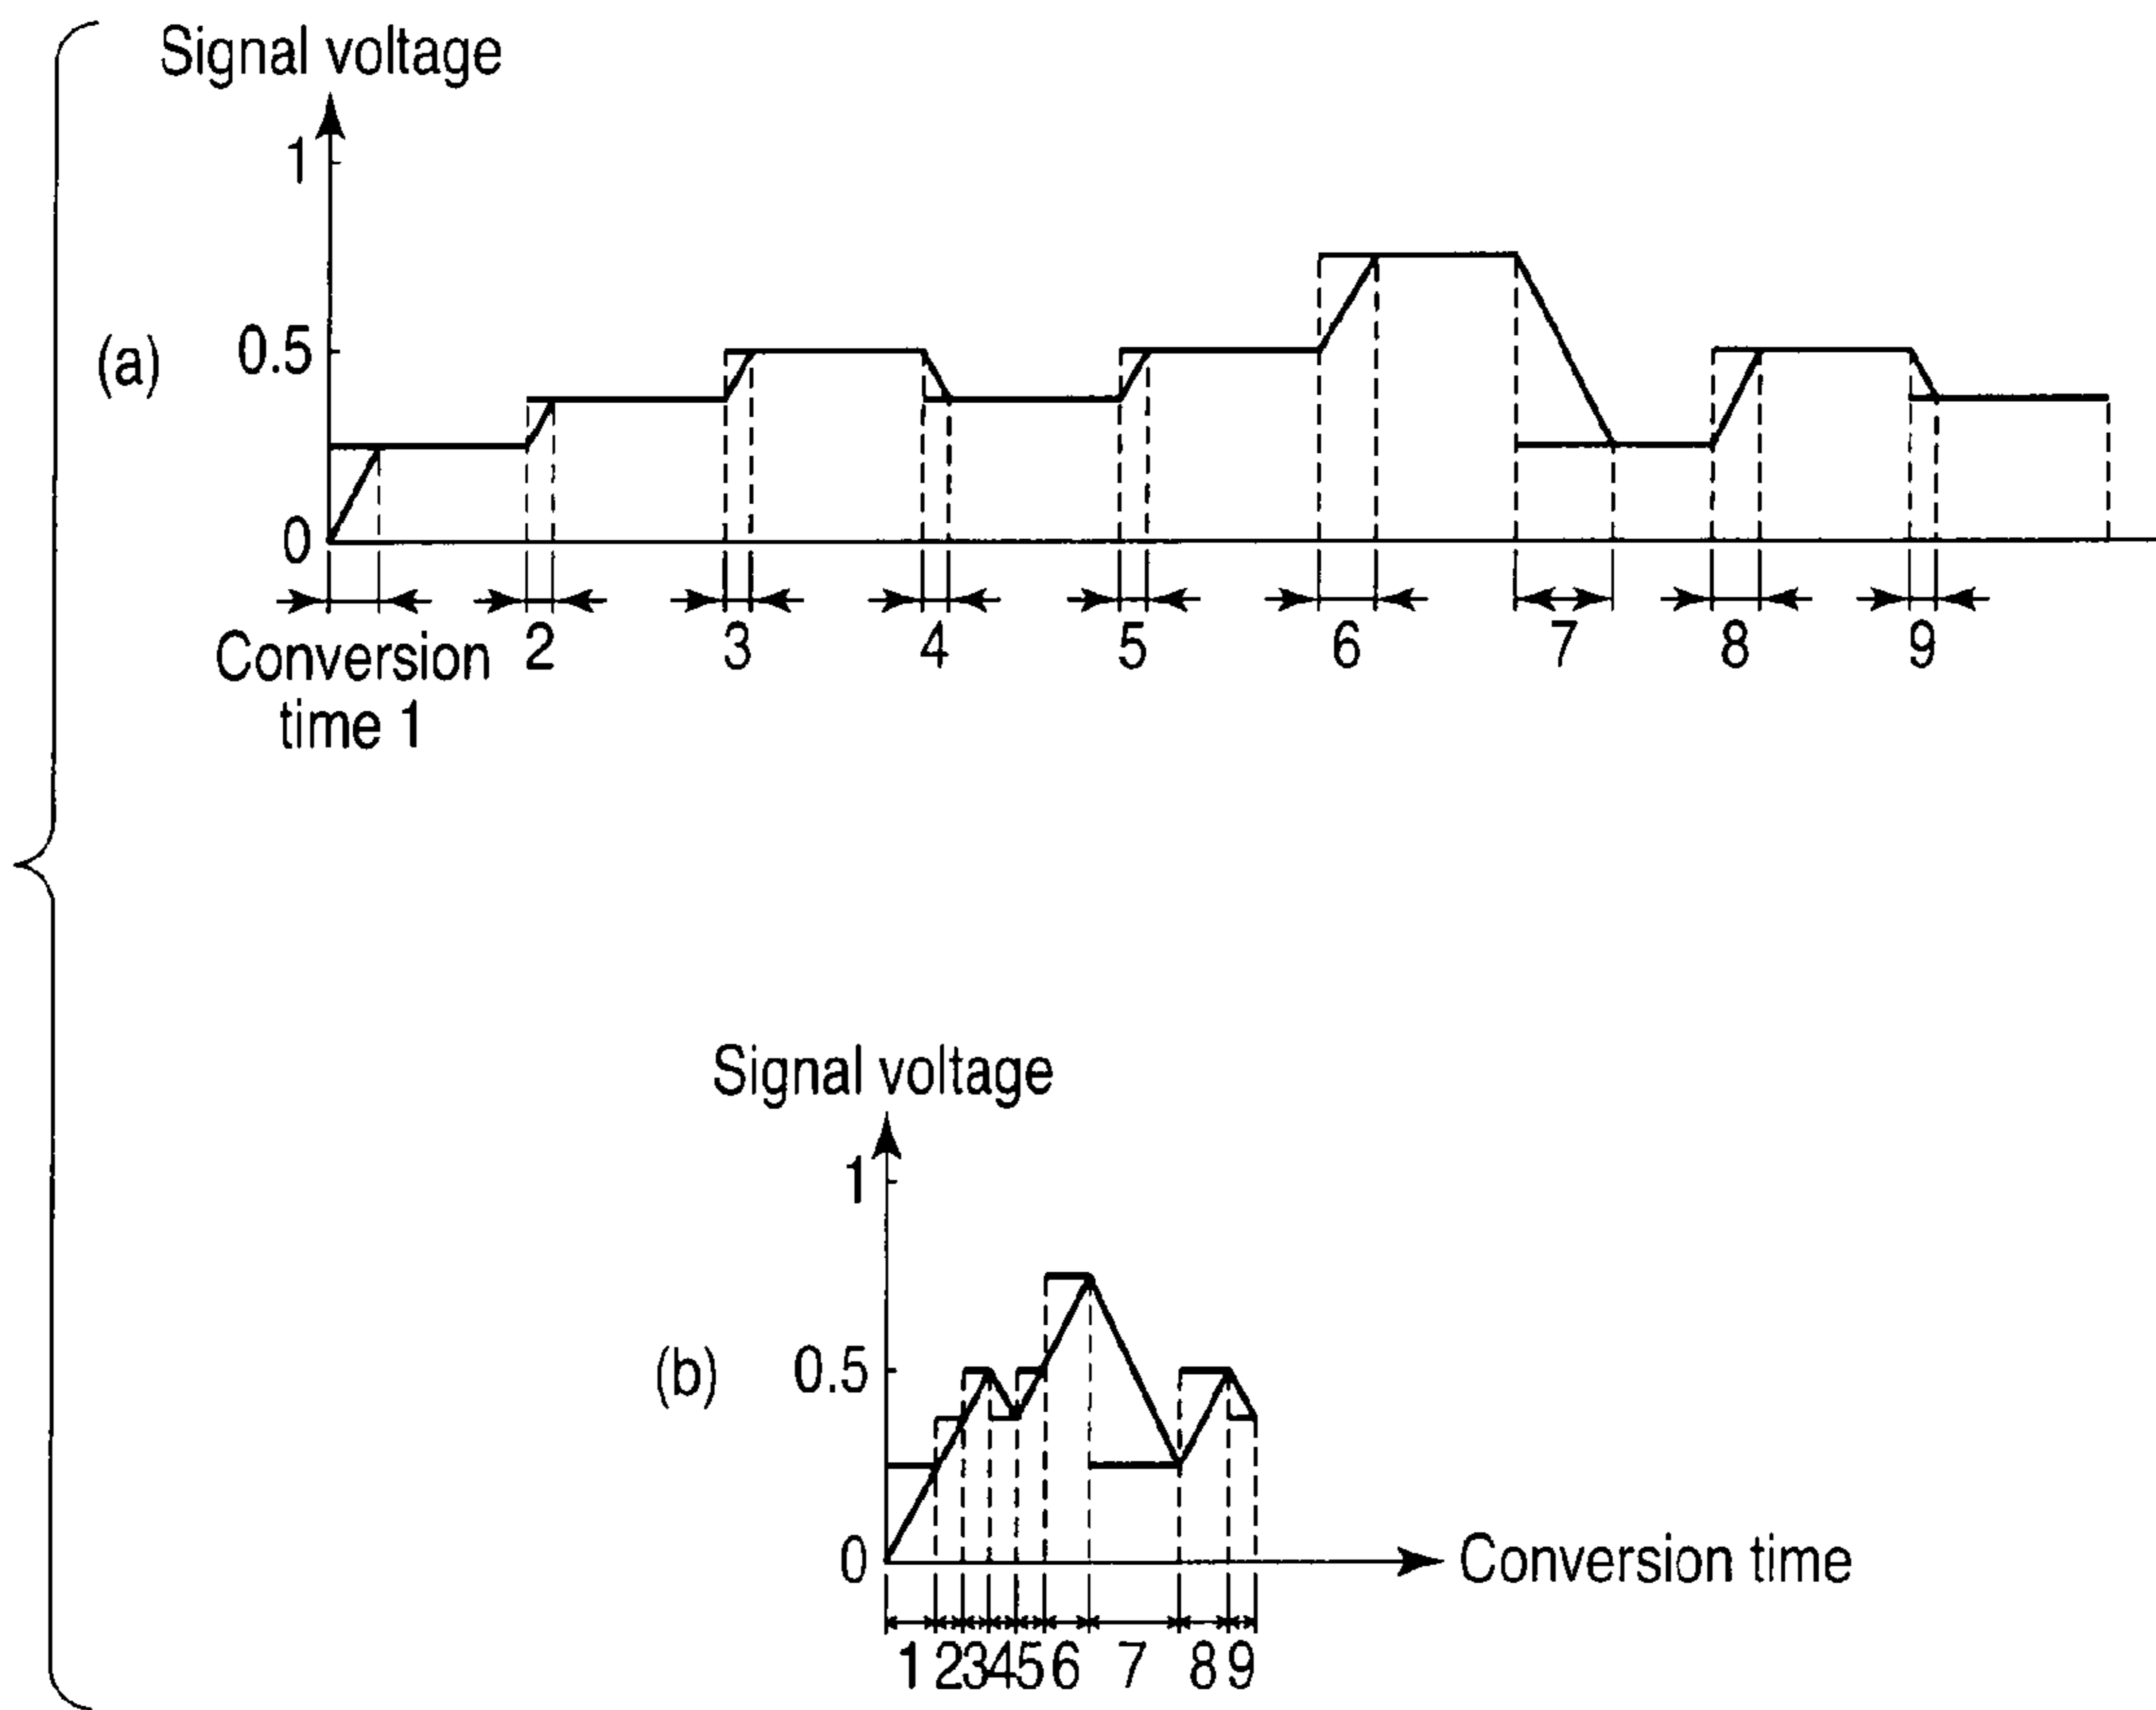 Signal voltage
1
(a)
0.5
0
Conversion
time 1
2
3
4
5
6
7
8
9
Signal voltage
1
(b)
0.5
0
Conversion time
1 2 3 4 5 6 7 8 9